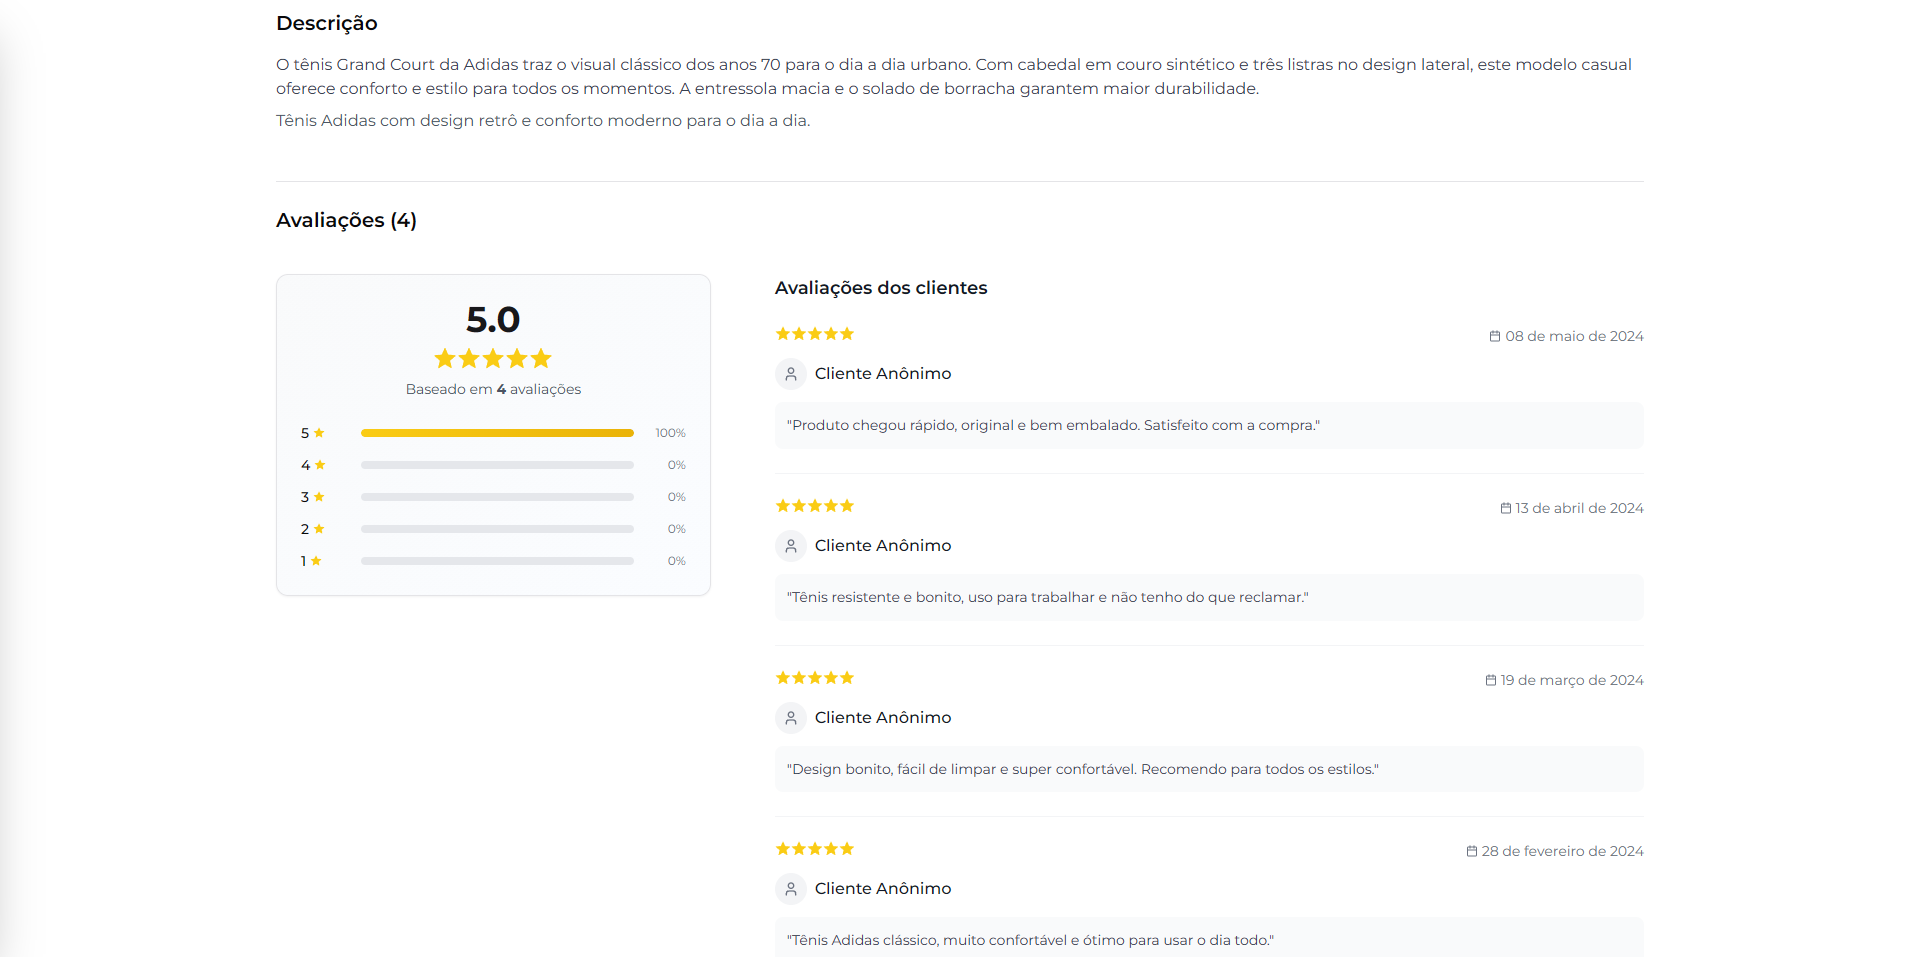 Descrição
O tênis Grand Court da Adidas traz o visual clássico dos anos 70 para o dia a dia urbano. Com cabedal em couro sintético e três listras no design lateral, este modelo casual
oferece conforto e estilo para todos os momentos. A entressola macia e o solado de borracha garantem maior durabilidade.
Tênis Adidas com design retrô e conforto moderno para o dia a dia.
Avaliações (4)
5.0
Baseado em 4 avaliações
5 100%
4 0%
3 0%
2 0%
1 0%
Avaliações dos clientes
08 de maio de 2024
Cliente Anônimo
"Produto chegou rápido, original e bem embalado. Satisfeito com a compra."
13 de abril de 2024
Cliente Anônimo
"Tênis resistente e bonito, uso para trabalhar e não tenho do que reclamar."
19 de março de 2024
Cliente Anônimo
"Design bonito, fácil de limpar e super confortável. Recomendo para todos os estilos."
28 de fevereiro de 2024
Cliente Anônimo
"Tênis Adidas clássico, muito confortável e ótimo para usar o dia todo."